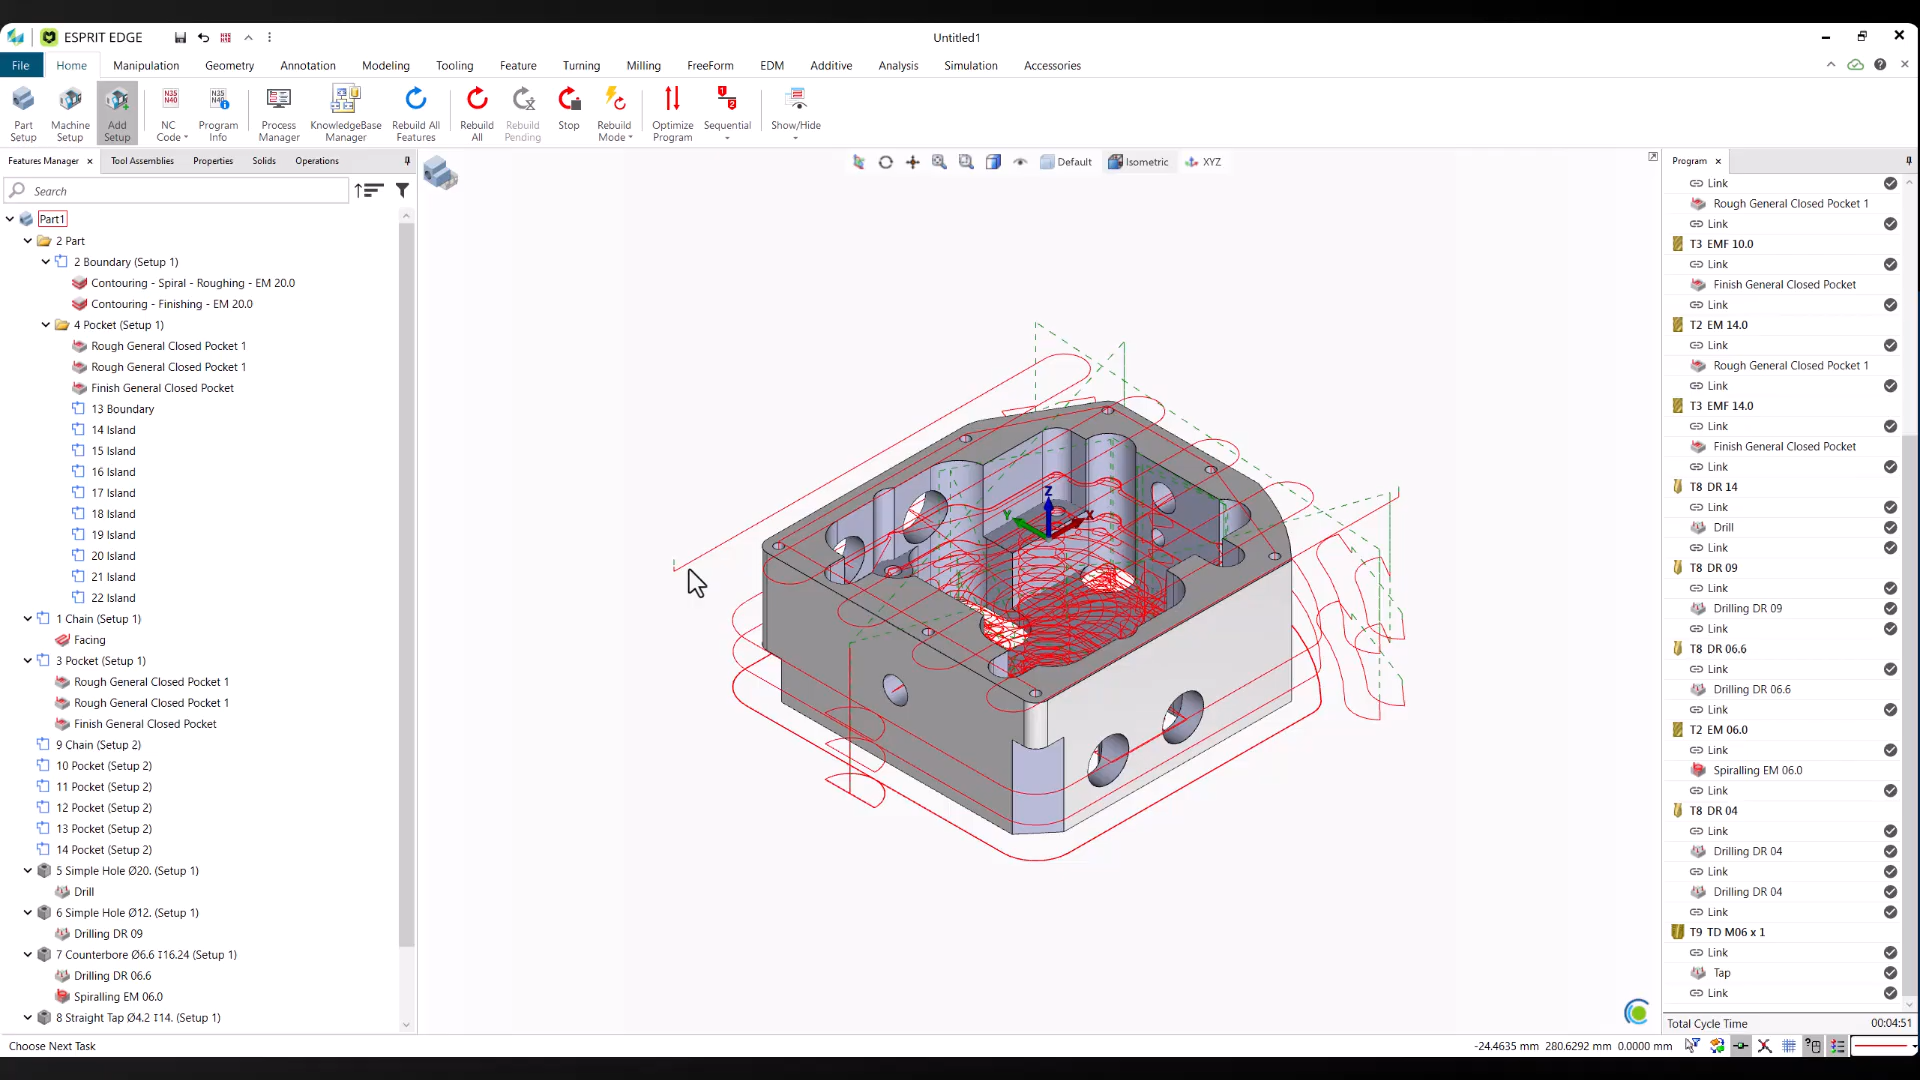 ESPRIT EDGE
Untitled1
File Home Manipulation Geometry Annotation Modeling Tooling Feature Turning Milling FreeForm EDM Additive Analysis Simulation Accessories
Part Setup
Machine Setup
Add Setup
NC Code
Program Info
Process Manager
KnowledgeBase Manager
Rebuild All Features
Rebuild All
Rebuild Pending
Stop
Rebuild Mode
Optimize Program
Sequential
Show/Hide
Features Manager Tool Assemblies Properties Solids Operations
Search
Part1
2 Part
2 Boundary (Setup 1)
Contouring - Spiral - Roughing - EM 20.0
Contouring - Finishing - EM 20.0
4 Pocket (Setup 1)
Rough General Closed Pocket 1
Rough General Closed Pocket 1
Finish General Closed Pocket
13 Boundary
14 Island
15 Island
16 Island
17 Island
18 Island
19 Island
20 Island
21 Island
22 Island
1 Chain (Setup 1)
Facing
3 Pocket (Setup 1)
Rough General Closed Pocket 1
Rough General Closed Pocket 1
Finish General Closed Pocket
9 Chain (Setup 2)
10 Pocket (Setup 2)
11 Pocket (Setup 2)
12 Pocket (Setup 2)
13 Pocket (Setup 2)
14 Pocket (Setup 2)
5 Simple Hole Ø20. (Setup 1)
Drill
6 Simple Hole Ø12. (Setup 1)
Drilling DR 09
7 Counterbore Ø6.6 ↧16.24 (Setup 1)
Drilling DR 06.6
Spiralling EM 06.0
8 Straight Tap Ø4.2 ↧14. (Setup 1)
Default Isometric XYZ
Z
Y
X
Program
Link
Rough General Closed Pocket 1
Link
T3 EMF 10.0
Link
Finish General Closed Pocket
Link
T2 EM 14.0
Link
Rough General Closed Pocket 1
Link
T3 EMF 14.0
Link
Finish General Closed Pocket
Link
T8 DR 14
Link
Drill
Link
T8 DR 09
Link
Drilling DR 09
Link
T8 DR 06.6
Link
Drilling DR 06.6
Link
T2 EM 06.0
Link
Spiralling EM 06.0
Link
T8 DR 04
Link
Drilling DR 04
Link
Drilling DR 04
Link
T9 TD M06 x 1
Link
Tap
Link
Total Cycle Time 00:04:51
Choose Next Task
-24.4635 mm 280.6292 mm 0.0000 mm